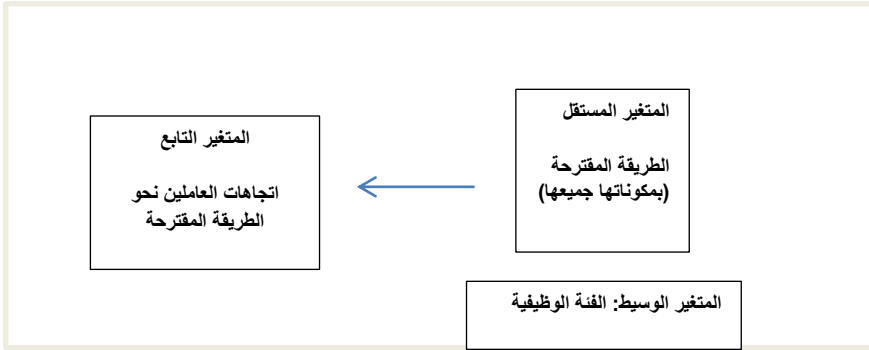 المتغير المستقل
الطريقة المقترحة
(بمكوناتها جميعها)
المتغير التابع
اتجاهات العاملين نحو
الطريقة المقترحة
المتغير الوسيط: الفئة الوظيفية